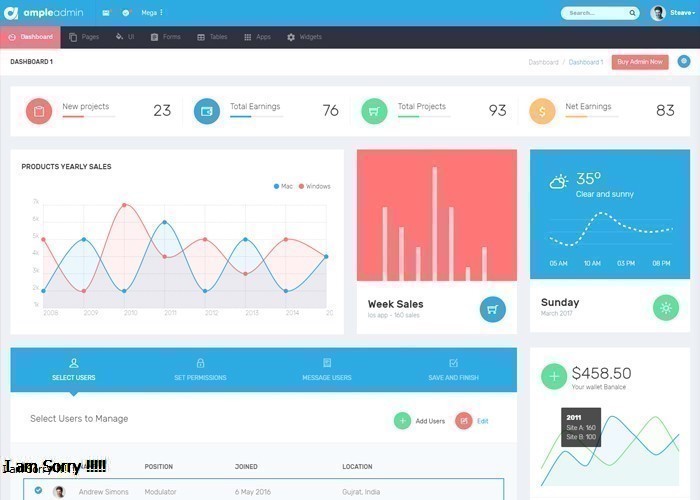 ampleadmin
Mega
Search...
Steave
Dashboard
Pages
UI
Forms
Tables
Apps
Widgets
DASHBOARD 1
Dashboard / Dashboard 1
Buy Admin Now
New projects
23
Total Earnings
76
Total Projects
93
Net Earnings
83
PRODUCTS YEARLY SALES
Mac
Windows
7k
6k
5k
4k
3k
2k
1k
2008
2009
2010
2011
2012
2013
2014
20
Week Sales
Ios app - 160 sales
35°
Clear and sunny
05 AM
10 AM
03 PM
08 PM
Sunday
March 2017
SELECT USERS
SET PERMISSIONS
MESSAGE USERS
SAVE AND FINISH
Select Users to Manage
Add Users
Edit
$458.50
Your wallet Banalce
2011
Site A: 160
Site B: 100
I am Sorry !!!!!
POSITION
JOINED
LOCATION
Andrew Simons
Modulator
6 May 2016
Gujrat, India